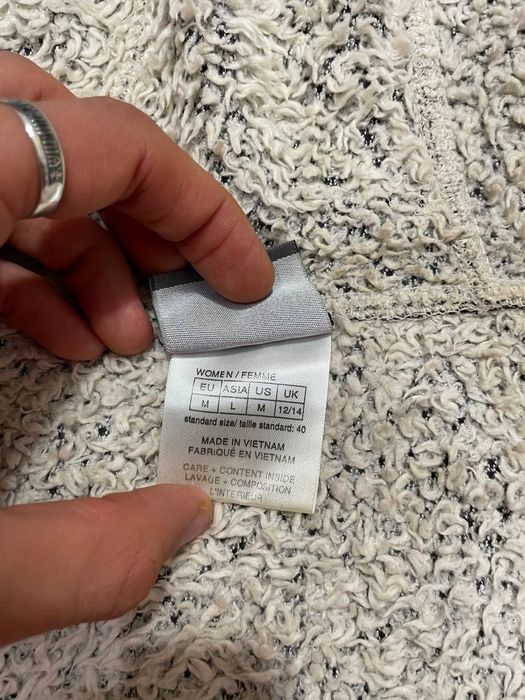 WOMEN / FEMME
EU ASIA US UK
M L M 12/14
standard size/ taille standard: 40
MADE IN VIETNAM
FABRIQUÉ EN VIETNAM
CARE + CONTENT INSIDE
LAVAGE + COMPOSITION
L'INTERIEUR